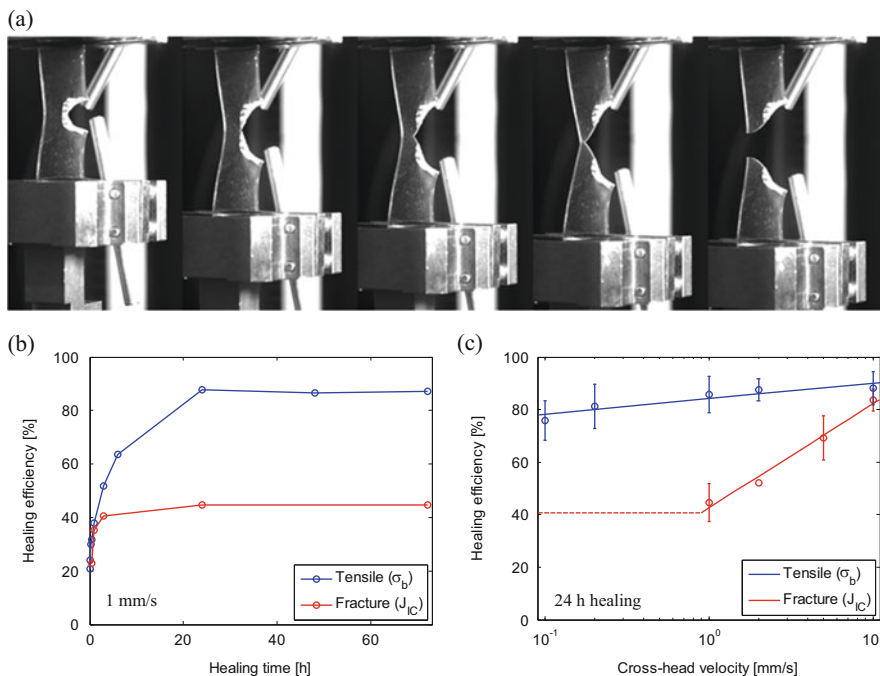 (a)
(b)
100
80
60
40
20
0
Healing efficiency [%]
0 20 40 60
Healing time [h]
1 mm/s
Tensile (σb)
Fracture (JIC)
(c)
100
80
60
40
20
0
Healing efficiency [%]
10-1 100 101
Cross-head velocity [mm/s]
24 h healing
Tensile (σb)
Fracture (JIC)